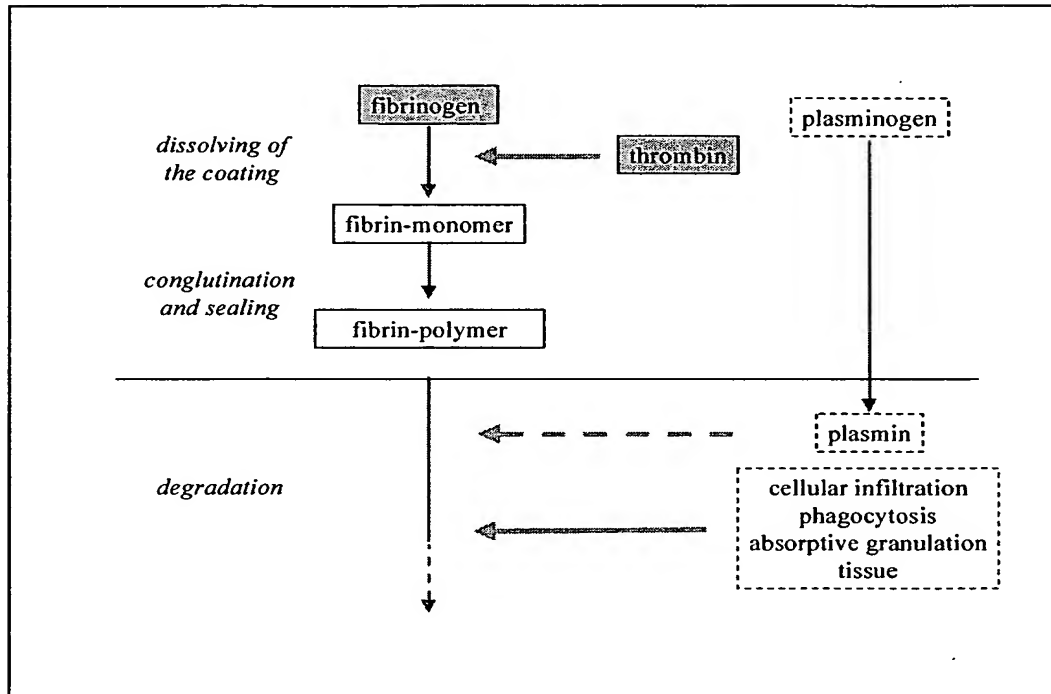 fibrinogen
plasminogen
dissolving of
the coating
thrombin
fibrin-monomer
conglutination
and sealing
fibrin-polymer
plasmin
degradation
cellular infiltration
phagocytosis
absorptive granulation
tissue